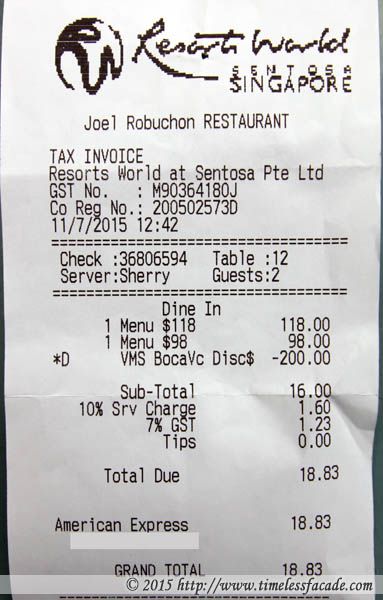 Resorts World
SENTOSA
SINGAPORE
Joel Robuchon RESTAURANT
TAX INVOICE
Resorts World at Sentosa Pte Ltd
GST No. : M90364180J
Co Reg No.: 200502573D
11/7/2015 12:42
Check :36806594 Table :12
Server:Sherry Guests:2
Dine In
1 Menu $118 118.00
1 Menu $98 98.00
*D VMS BocaVc Disc$ -200.00
Sub-Total 16.00
10% Srv Charge 1.60
7% GST 1.23
Tips 0.00
Total Due 18.83
American Express 18.83
GRAND TOTAL 18.83
© 2015 http://www.timelessfacade.com